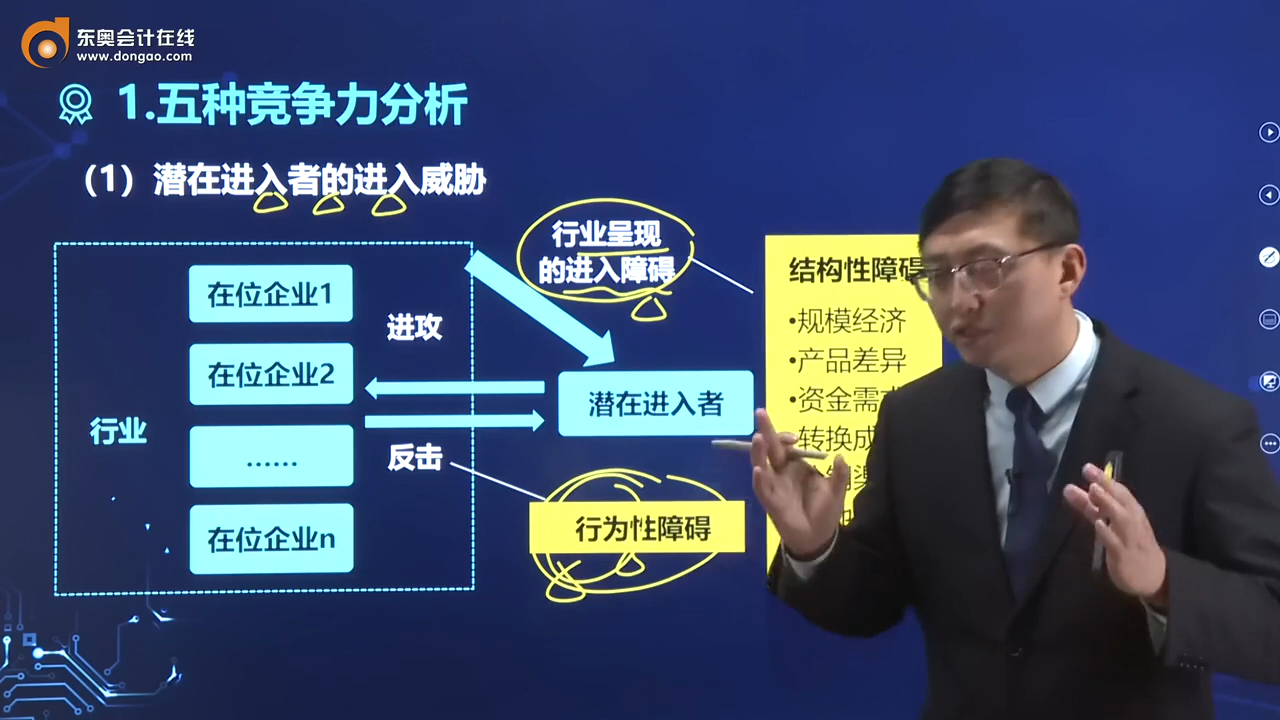 东奥会计在线
www.dongao.com
1.五种竞争力分析
（1）潜在进入者的进入威胁
行业呈现
的进入障碍
结构性障碍
•规模经济
•产品差异
•资金需
•转换成
在位企业1
进攻
在位企业2
潜在进入者
行业
……
反击
行为性障碍
在位企业n